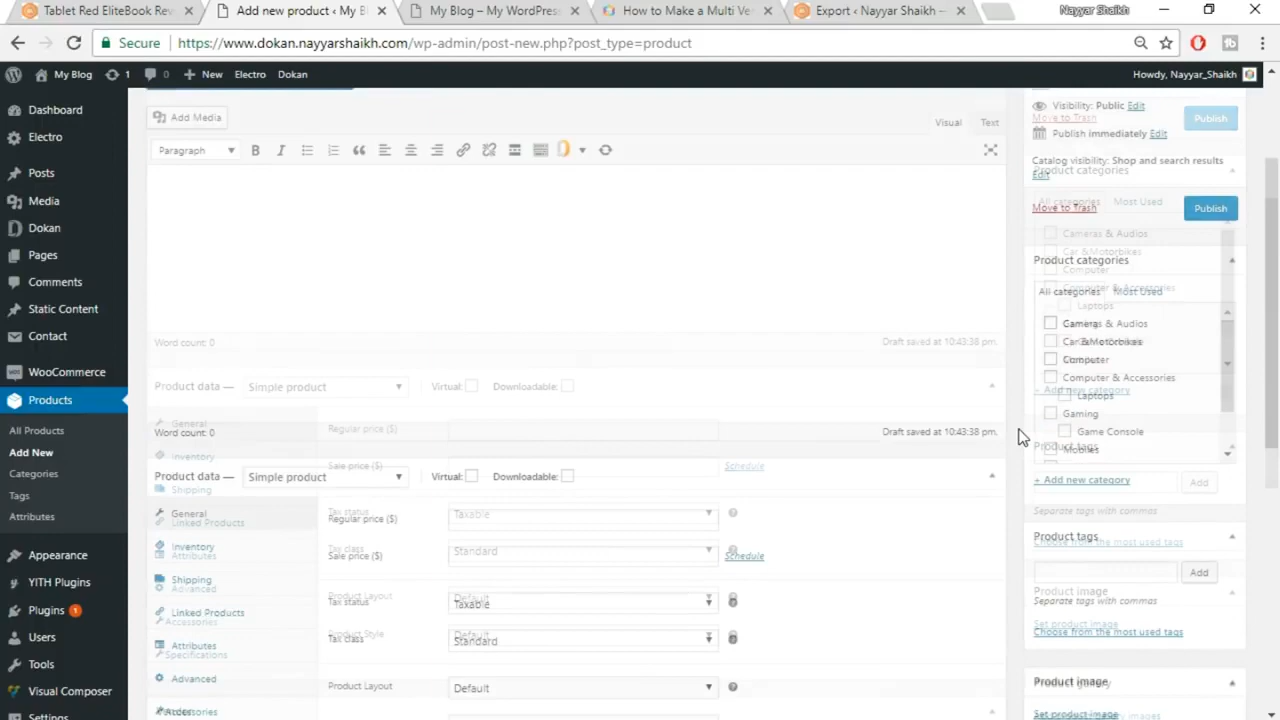 Tablet Red EliteBook Rev
Add new product ‹ My B
My Blog – My WordPress
How to Make a Multi Ve
Export ‹ Nayyar Shaikh —
Nayyar Shaikh
Secure
https://www.dokan.nayyarshaikh.com/wp-admin/post-new.php?post_type=product
My Blog
1
0
New
Electro
Dokan
Howdy, Nayyar_Shaikh
Dashboard
Electro
Posts
Media
Dokan
Pages
Comments
Static Content
Contact
WooCommerce
Products
All Products
Add New
Categories
Tags
Attributes
Appearance
YITH Plugins
Plugins 1
Users
Tools
Visual Composer
Settings
Add Media
Visual
Text
Paragraph
Word count: 0
Draft saved at 10:43:38 pm.
Product data —
Simple product
Virtual:
Downloadable:
General
Regular price ($)
Word count: 0
Draft saved at 10:43:38 pm.
Inventory
Sale price ($)
Schedule
Product data —
Simple product
Virtual:
Downloadable:
Shipping
General
Linked Products
Tax status
Taxable
Regular price ($)
Inventory
Attributes
Tax class
Standard
Sale price ($)
Schedule
Shipping
Advanced
Product Layout
Default
Tax status
Taxable
Linked Products
Accessories
Product Style
Default
Tax class
Standard
Attributes
Specifications
Advanced
Product Layout
Default
Accessories
Visibility: Public Edit
Move to Trash
Publish
Publish immediately Edit
Catalog visibility: Shop and search results
Edit
Product categories
All categories
Most Used
Move to Trash
Publish
Cameras & Audios
Car & Motorbikes
Computer
Product categories
Computer & Accessories
All categories
Most Used
Laptops
Cameras & Audios
Car & Motorbikes
Computer
Computer & Accessories
+ Add new category
Laptops
Gaming
Game Console
Product tags
Mobiles
+ Add new category
Add
Separate tags with commas
Product tags
Choose from the most used tags
Add
Product image
Separate tags with commas
Set product image
Choose from the most used tags
Product image
Product gallery
Set product image